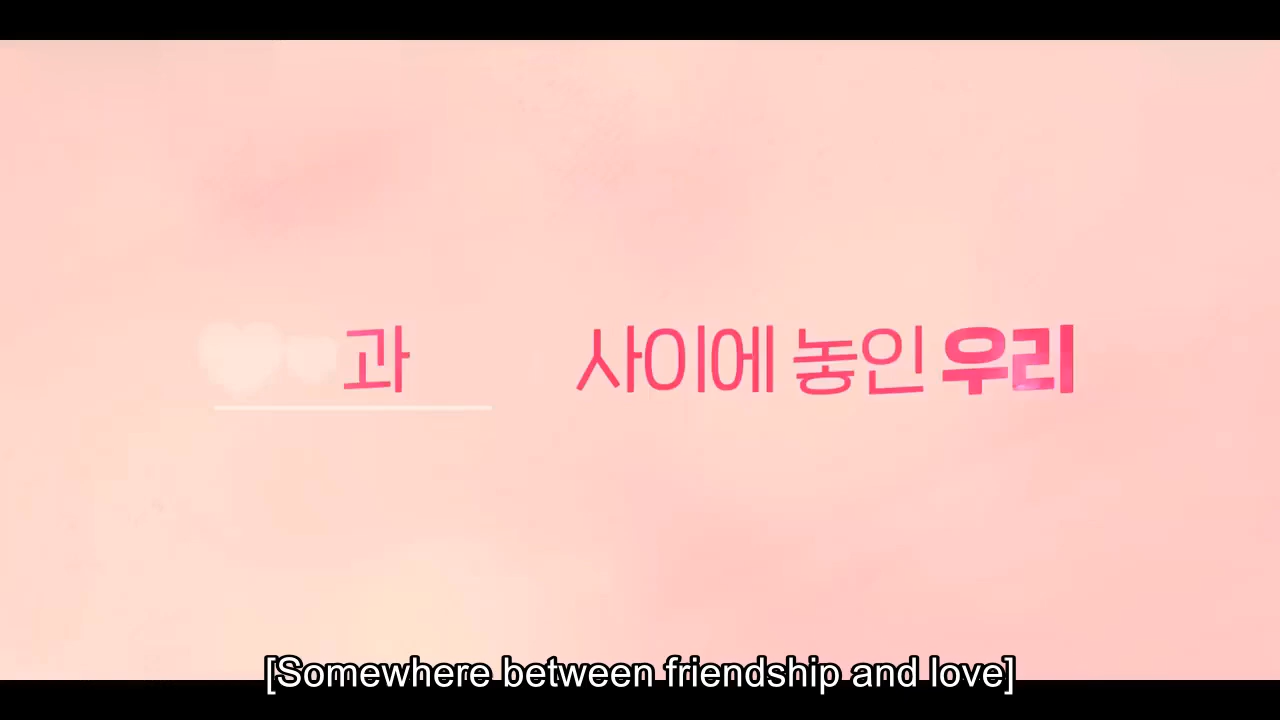 과 사이에 놓인 우리
[Somewhere between friendship and love]